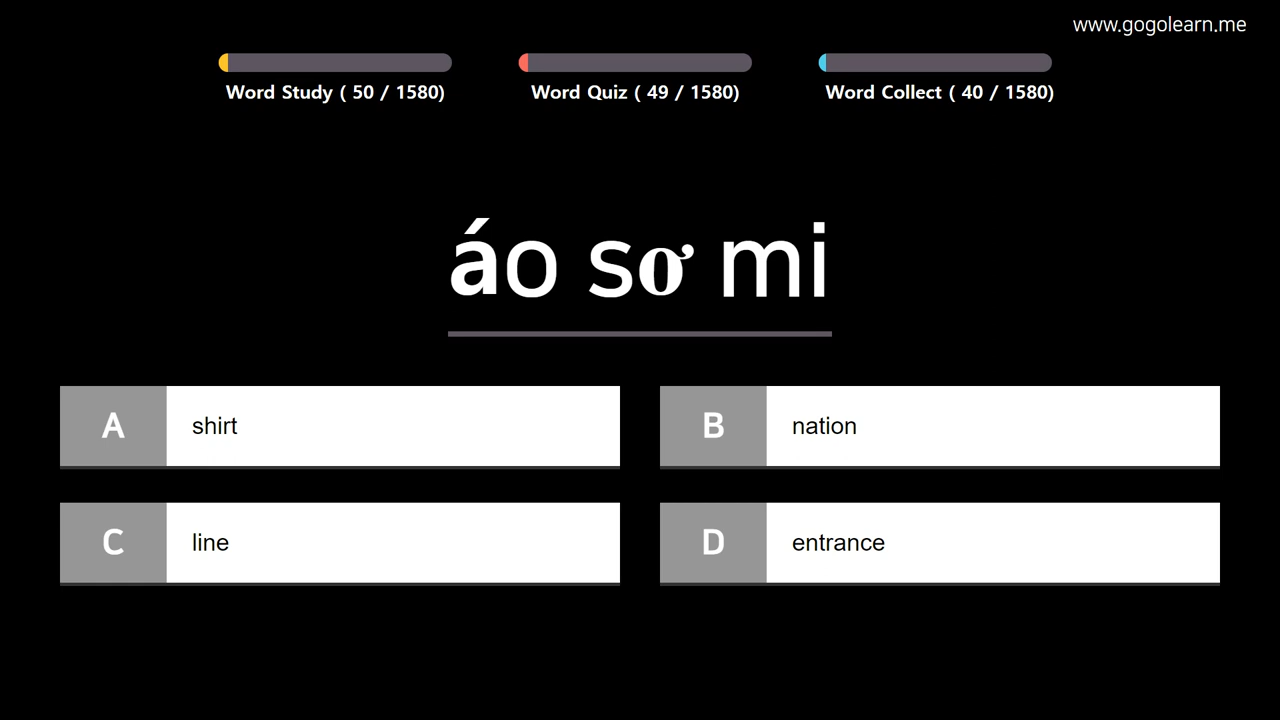 www.gogolearn.me
Word Study ( 50 / 1580)
Word Quiz ( 49 / 1580)
Word Collect ( 40 / 1580)
áo sơ mi
A shirt
B nation
C line
D entrance